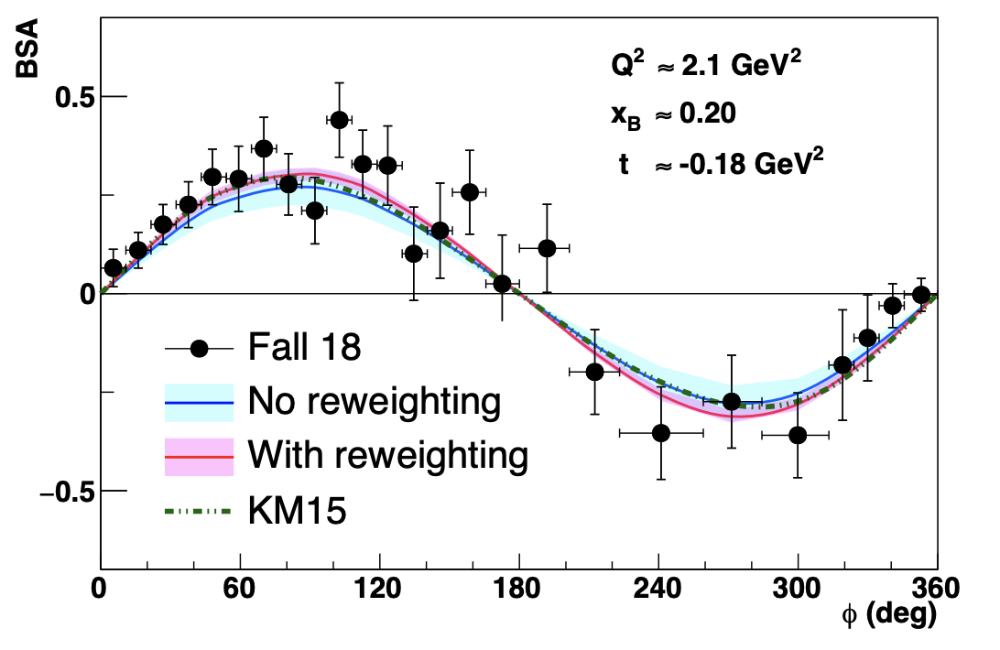 BSA
Q² ≈ 2.1 GeV²
0.5
x_B ≈ 0.20
t ≈ -0.18 GeV²
0
Fall 18
No reweighting
With reweighting
−0.5
KM15
0 60 120 180 240 300 360
ϕ (deg)